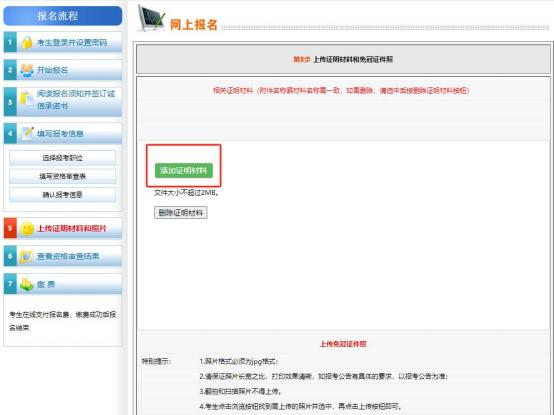 报名流程
1 考生登录并设置密码
2 开始报名
3 阅读报名须知并签订诚
信承诺书
4 填写报考信息
选择报考职位
填写资格审查表
确认报考信息
5 上传证明材料和照片
6 查看资格审查结果
7 缴 费
考生在线支付报名费，缴费成功后报
名结束
网上报名
第5步 上传证明材料和免冠证件照
相关证明材料（附件名称跟材料名称需一致，如需删除，请选中后按删除证明材料按钮）
添加证明材料
文件大小不超过2MB。
删除证明材料
上传免冠证件照
特别提示：
1.照片格式必须为jpg格式；
2.请保证照片长宽之比，打印效果清晰，如招考公告有具体的要求，以招考公告为准；
3.翻拍和扫描照片不得上传。
4.考生点击浏览按钮找到需上传的照片并选中，再点击上传按钮即可。